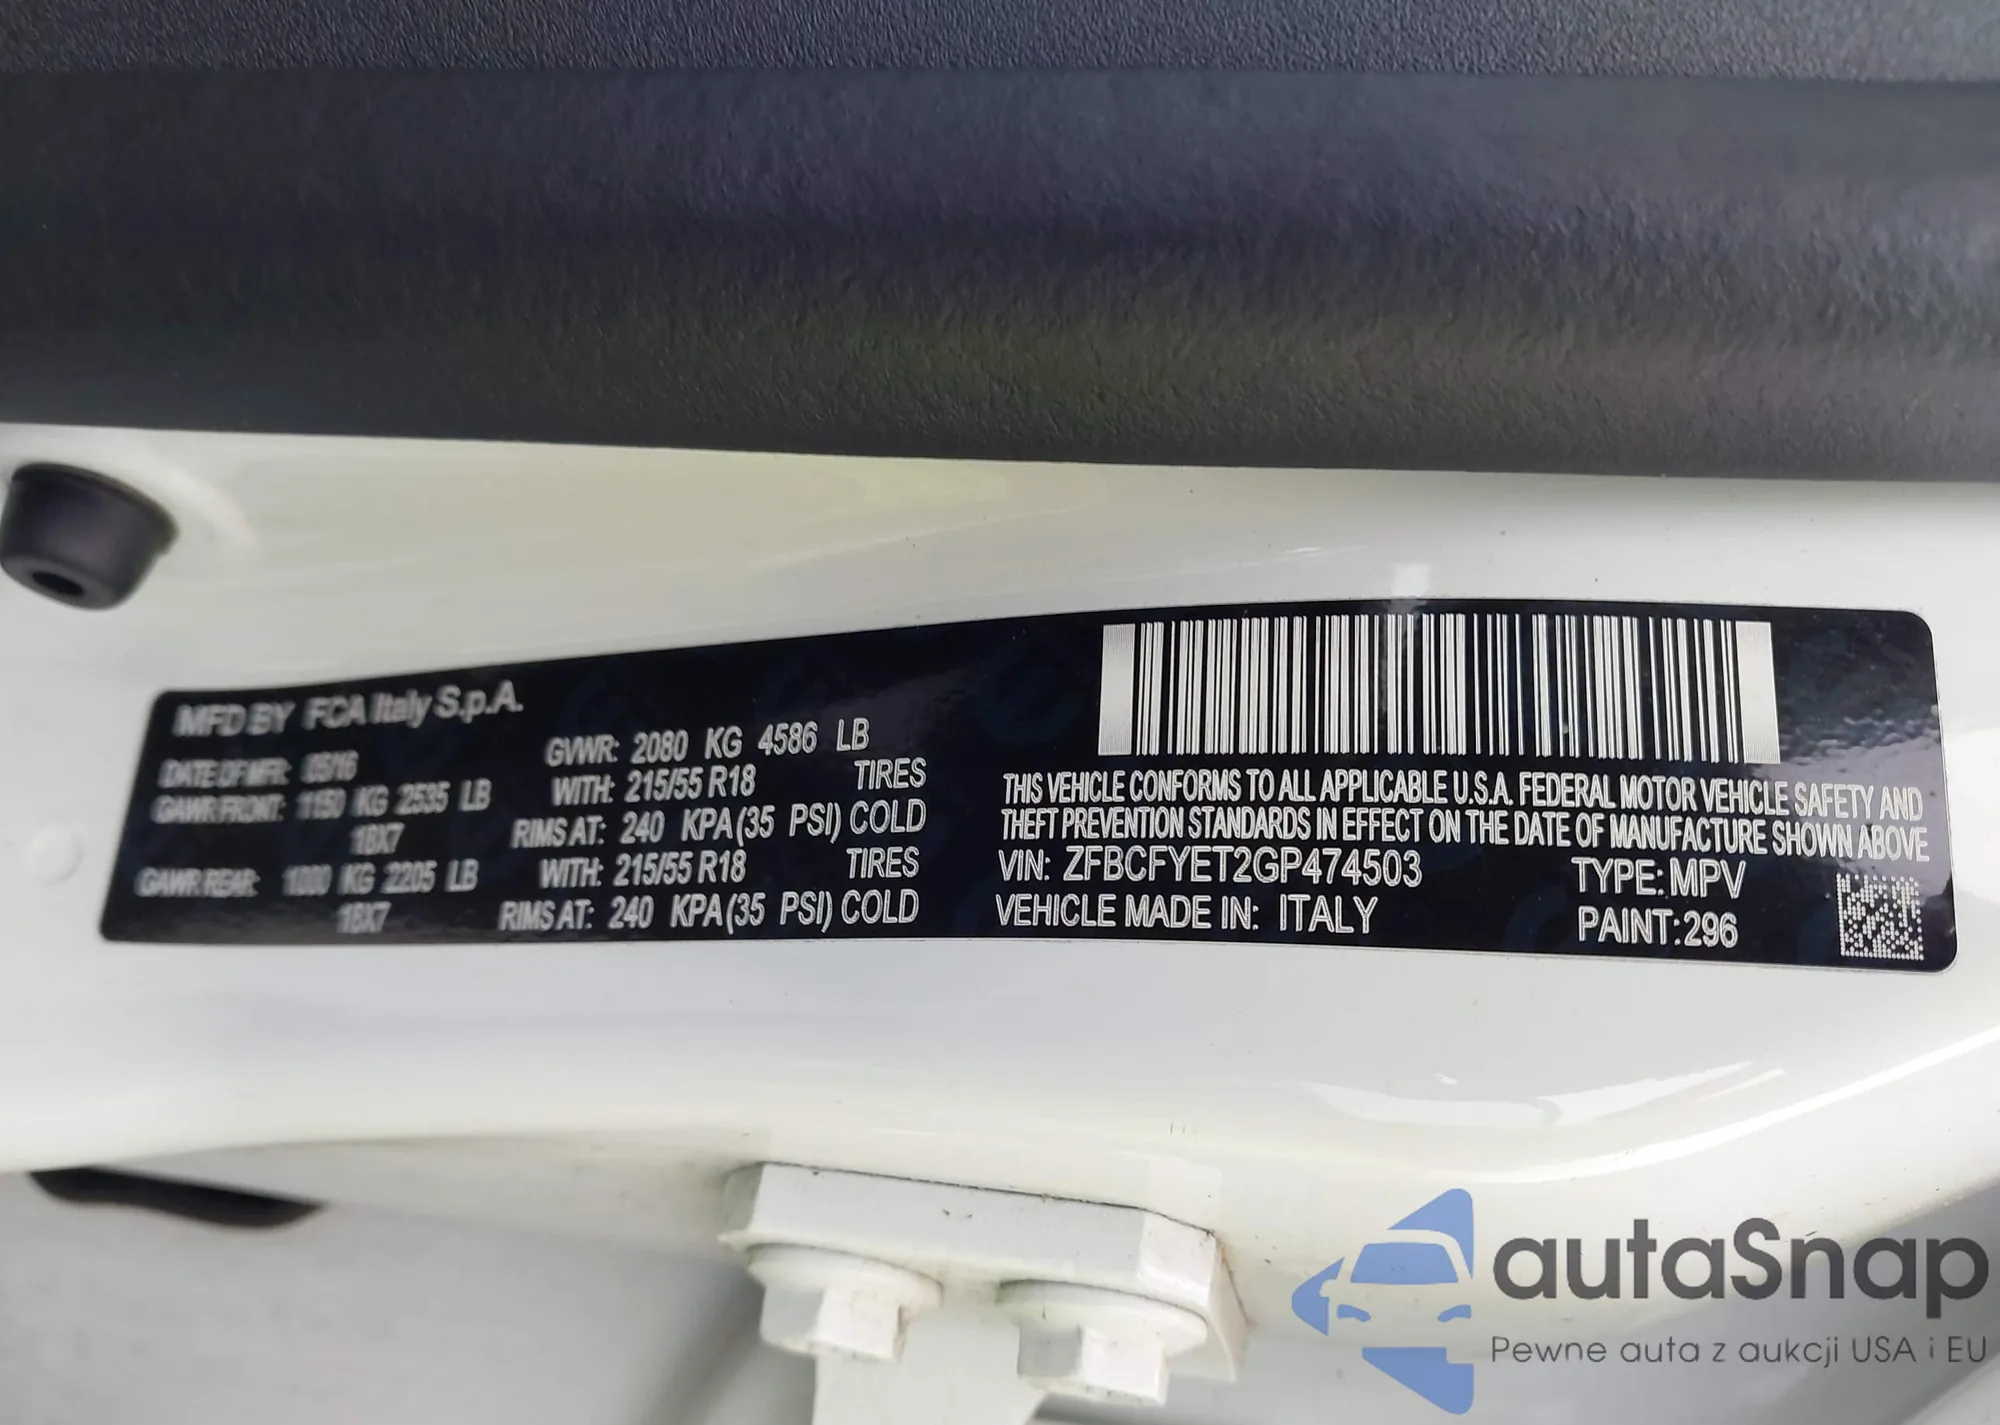 MFD BY FCA Italy S.p.A.
DATE OF MFR: 05/16 GVWR: 2080 KG 4586 LB
GAWR FRONT: 1150 KG 2535 LB WITH: 215/55 R18 TIRES
18X7 RIMS AT: 240 KPA(35 PSI) COLD
GAWR REAR: 1000 KG 2205 LB WITH: 215/55 R18 TIRES
18X7 RIMS AT: 240 KPA(35 PSI) COLD
THIS VEHICLE CONFORMS TO ALL APPLICABLE U.S.A. FEDERAL MOTOR VEHICLE SAFETY AND
THEFT PREVENTION STANDARDS IN EFFECT ON THE DATE OF MANUFACTURE SHOWN ABOVE
VIN: ZFBCFYET2GP474503 TYPE: MPV
VEHICLE MADE IN: ITALY PAINT:296
autaSnap
Pewne auta z aukcji USA i EU